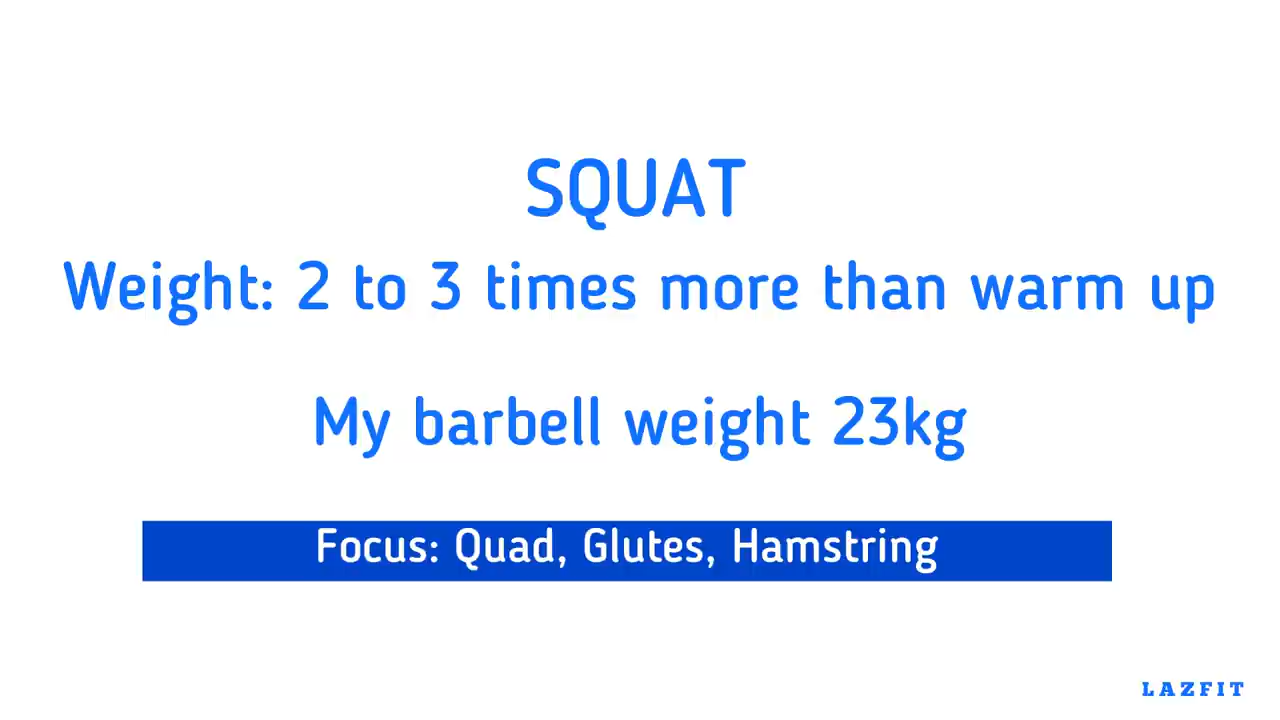 SQUAT
Weight: 2 to 3 times more than warm up
My barbell weight 23kg
Focus: Quad, Glutes, Hamstring
LAZFIT